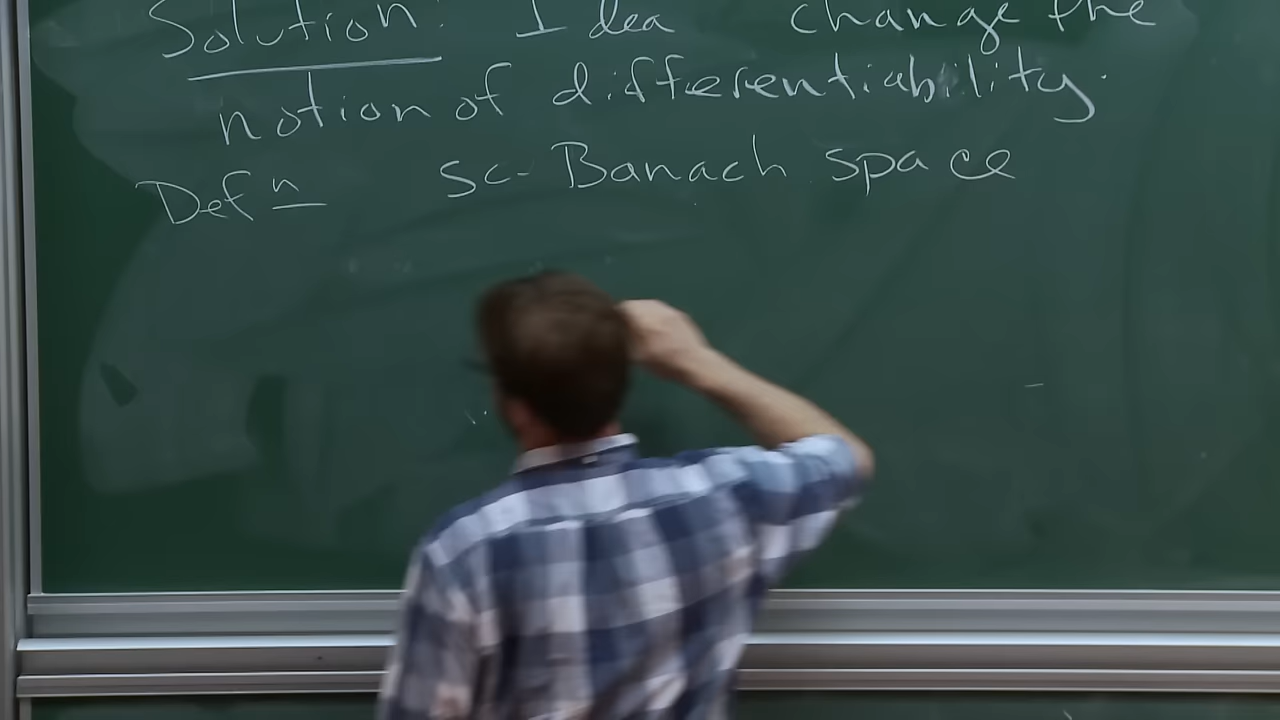 Solution: Idea change the
notion of differentiability.
Defn sc-Banach space